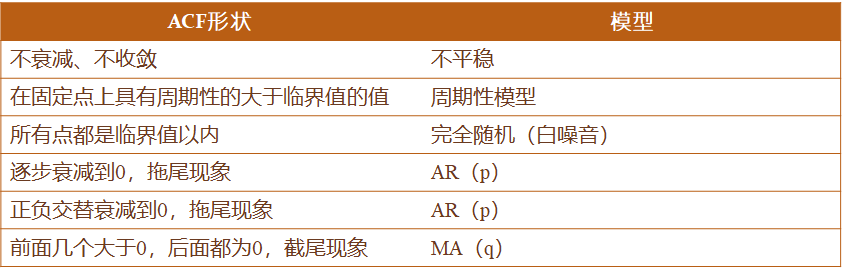 ACF形状 模型
不衰减、不收敛 不平稳
在固定点上具有周期性的大于临界值的值 周期性模型
所有点都是临界值以内 完全随机（白噪音）
逐步衰减到0，拖尾现象 AR（p）
正负交替衰减到0，拖尾现象 AR（p）
前面几个大于0，后面都为0，截尾现象 MA（q）